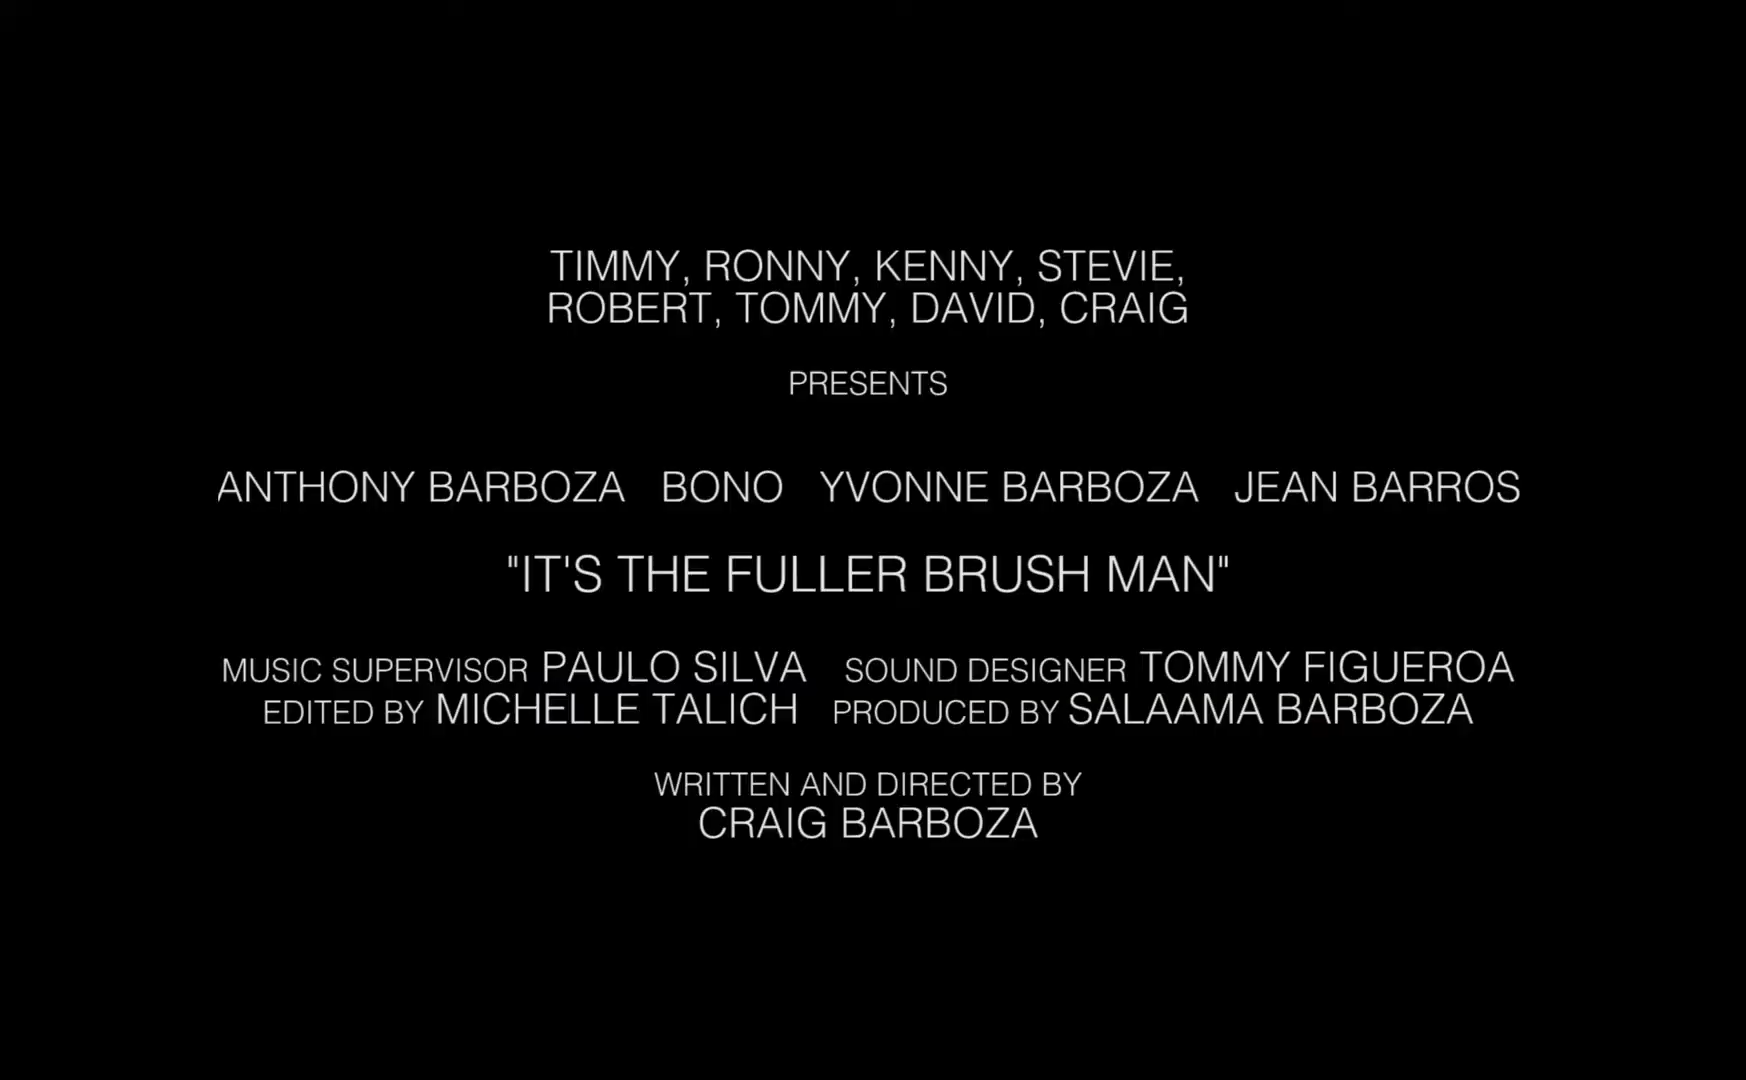 TIMMY, RONNY, KENNY, STEVIE,
ROBERT, TOMMY, DAVID, CRAIG
PRESENTS
ANTHONY BARBOZA BONO YVONNE BARBOZA JEAN BARROS
"IT'S THE FULLER BRUSH MAN"
MUSIC SUPERVISOR PAULO SILVA SOUND DESIGNER TOMMY FIGUEROA
EDITED BY MICHELLE TALICH PRODUCED BY SALAAMA BARBOZA
WRITTEN AND DIRECTED BY
CRAIG BARBOZA